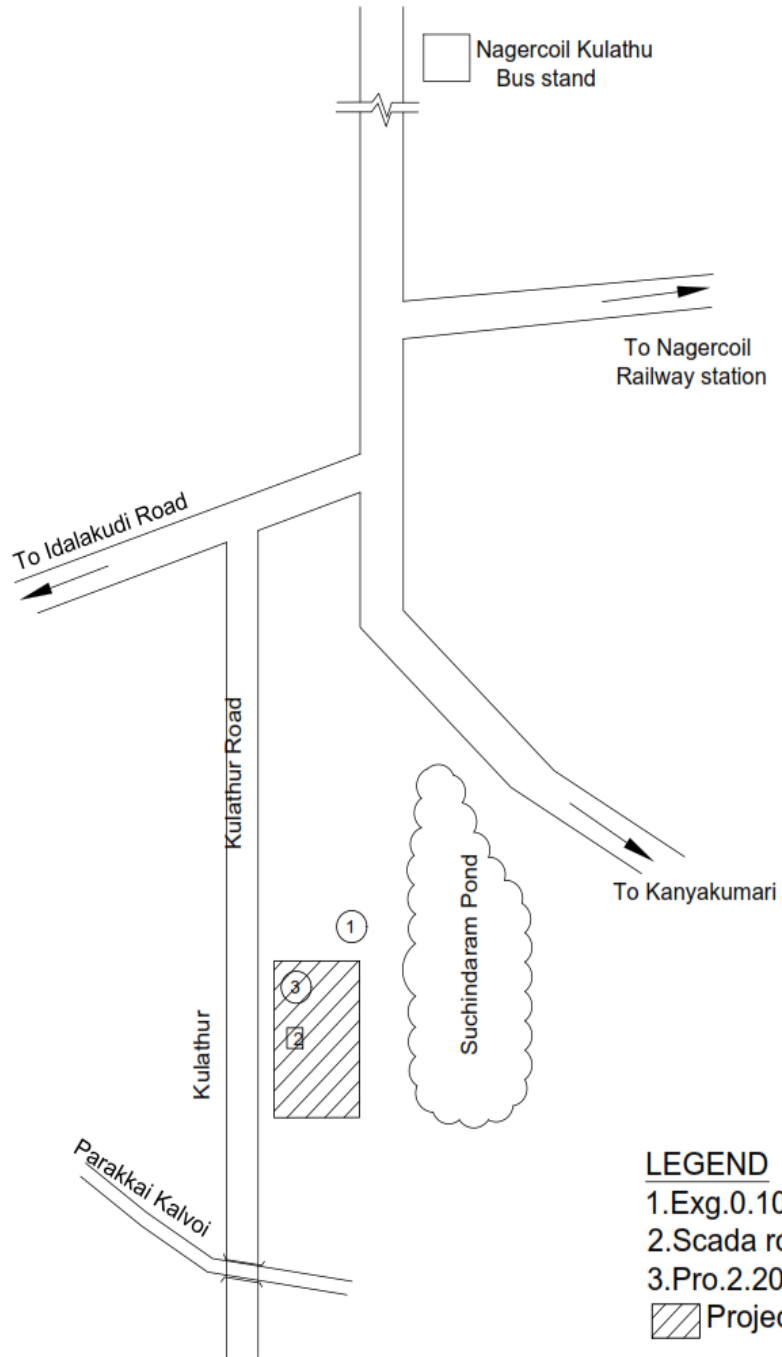 Nagercoil Kulathu
Bus stand
To Nagercoil
Railway station
To Idalakudi Road
Kulathur Road
To Kanyakumari
Suchindaram Pond
1
3
2
Kulathur
Parakkai Kalvoi
LEGEND
1.Exg.0.10
2.Scada ro
3.Pro.2.20
Projec